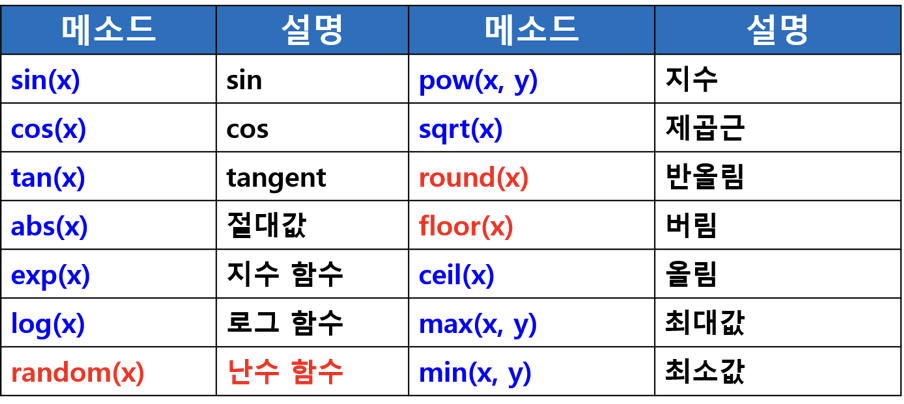 메소드 설명 메소드 설명
sin(x) sin pow(x, y) 지수
cos(x) cos sqrt(x) 제곱근
tan(x) tangent round(x) 반올림
abs(x) 절대값 floor(x) 버림
exp(x) 지수 함수 ceil(x) 올림
log(x) 로그 함수 max(x, y) 최대값
random(x) 난수 함수 min(x, y) 최소값